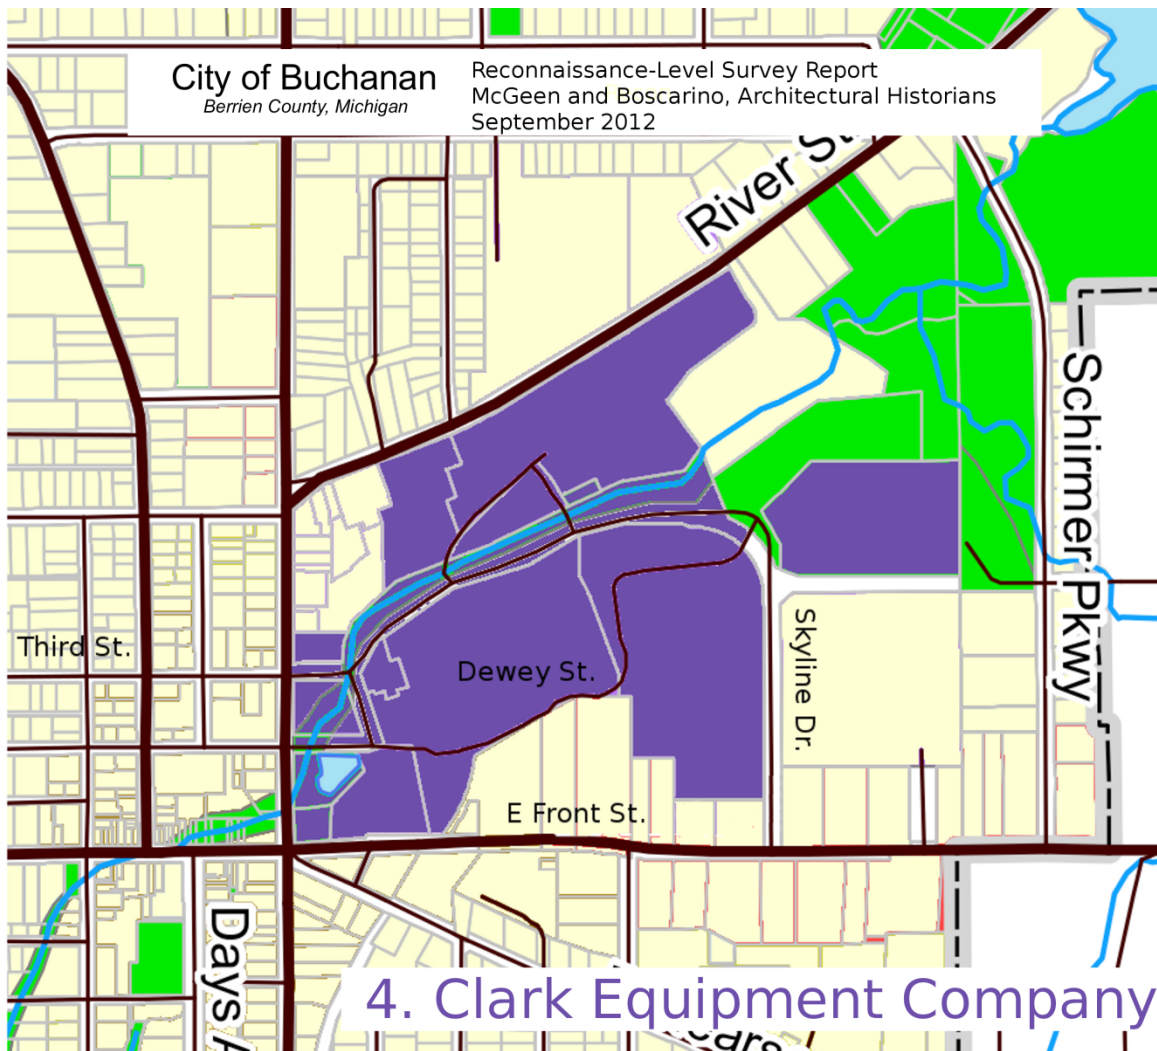 City of Buchanan
Berrien County, Michigan
Reconnaissance-Level Survey Report
McGeen and Boscarino, Architectural Historians
September 2012
River St.
Schirmer Pkwy
Third St.
Dewey St.
Skyline Dr.
E Front St.
Days
4. Clark Equipment Company